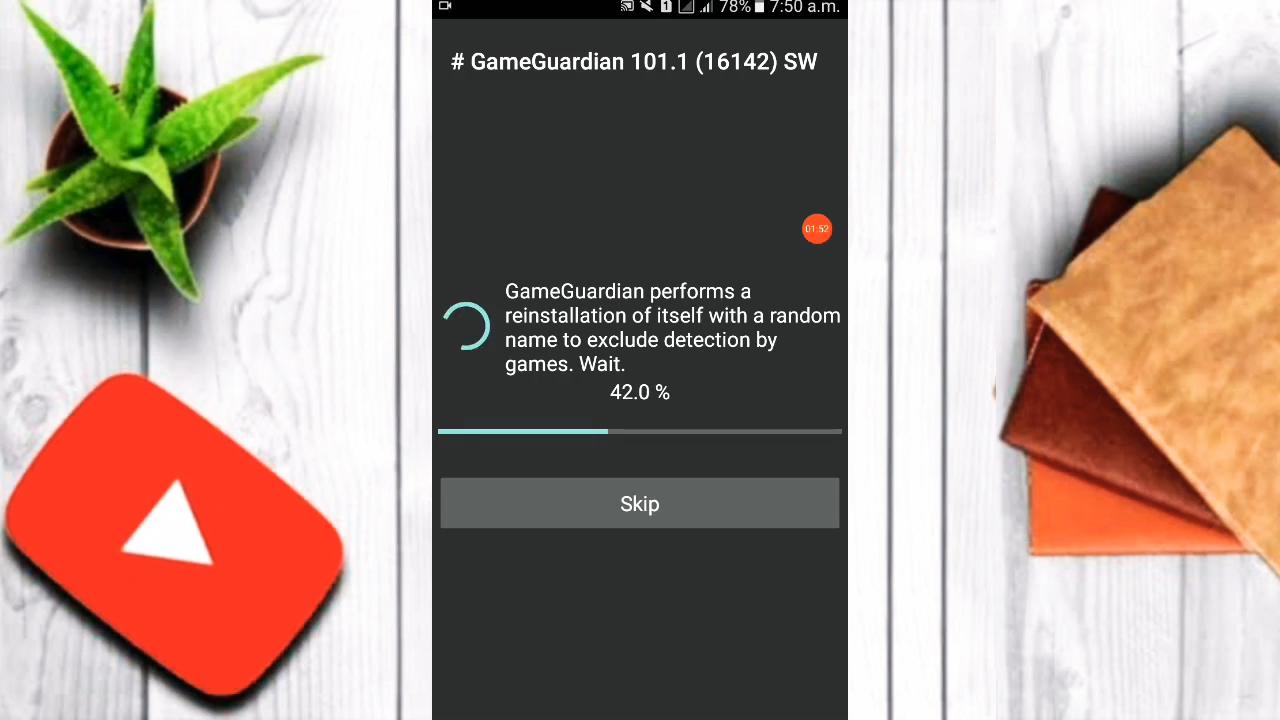 1 78% 7:50 a.m.
# GameGuardian 101.1 (16142) SW
01:52
GameGuardian performs a
reinstallation of itself with a random
name to exclude detection by
games. Wait.
42.0 %
Skip